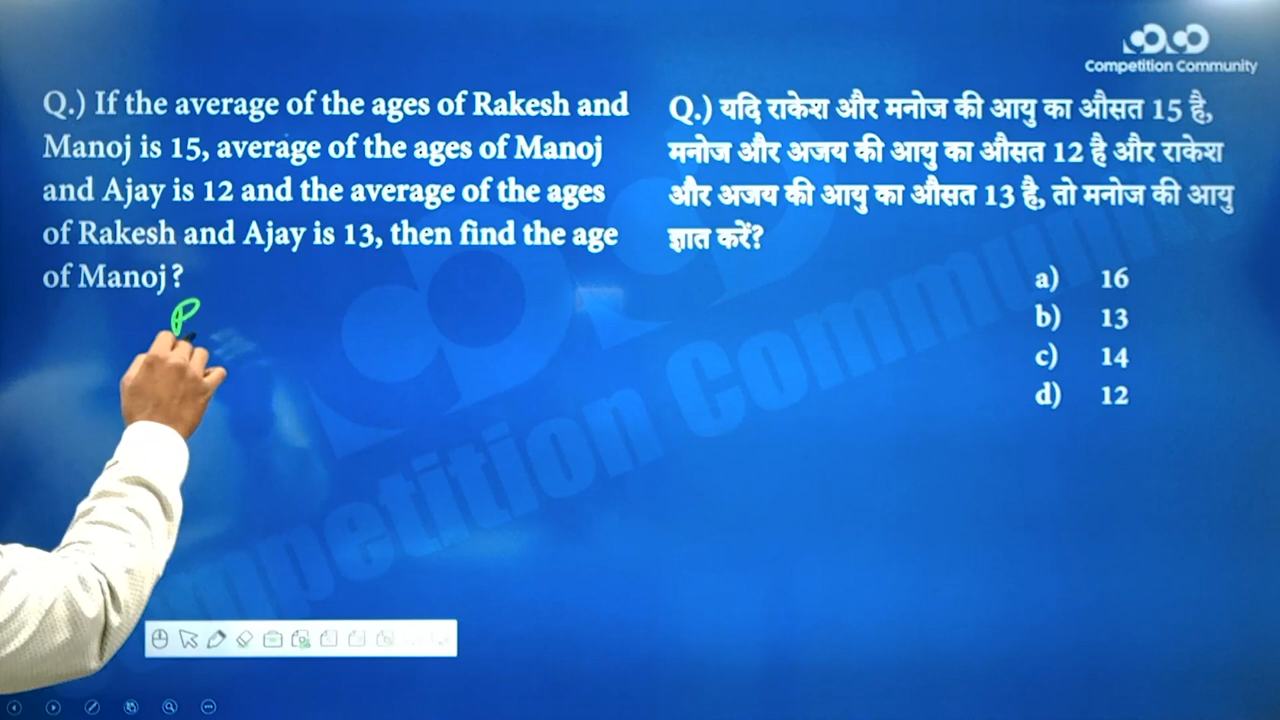 Competition Community
Q.) If the average of the ages of Rakesh and
Manoj is 15, average of the ages of Manoj
and Ajay is 12 and the average of the ages
of Rakesh and Ajay is 13, then find the age
of Manoj?
Q.) यदि राकेश और मनोज की आयु का औसत 15 है,
मनोज और अजय की आयु का औसत 12 है और राकेश
और अजय की आयु का औसत 13 है, तो मनोज की आयु
ज्ञात करें?
a) 16
b) 13
c) 14
d) 12
Competition Community